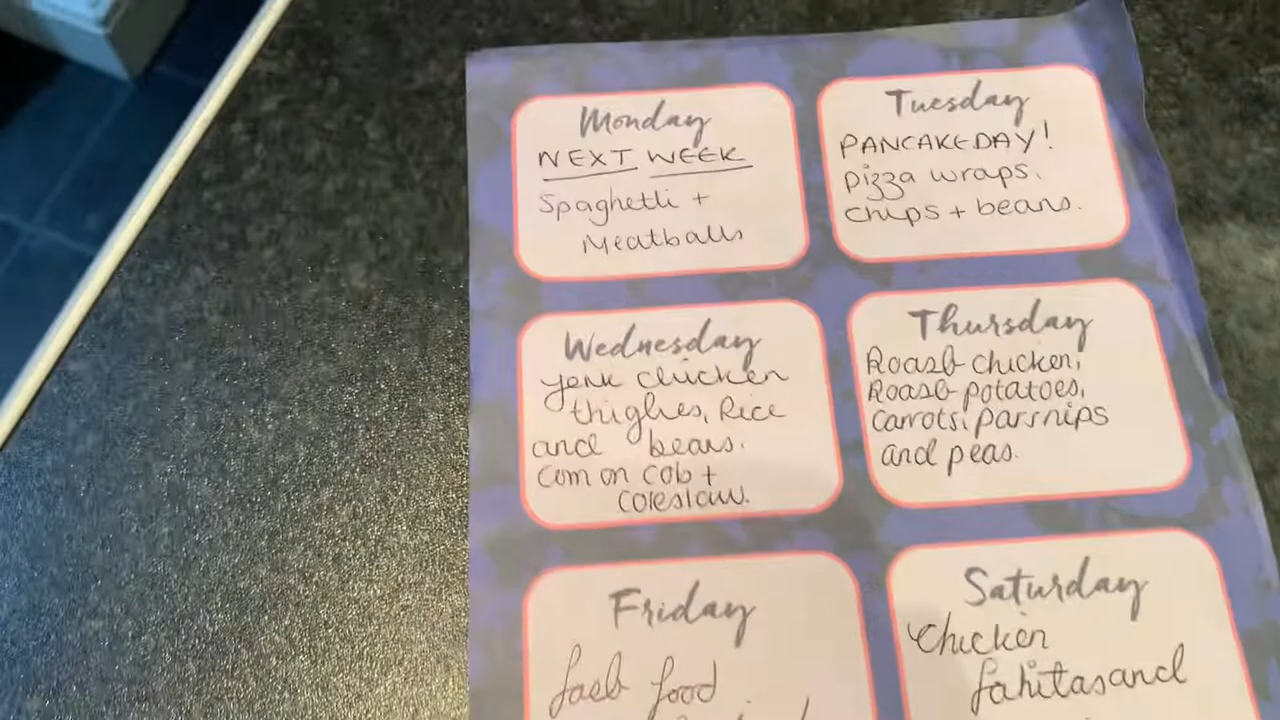 Monday
NEXT WEEK
Spaghetti +
Meatballs
Tuesday
PANCAKE DAY!
pizza wraps,
chips + beans.
Wednesday
jerk chicken
thighes, Rice
and beans.
Corn on cob +
coleslaw.
Thursday
Roast chicken,
Roast potatoes,
carrots, parsnips
and peas.
Friday
fast food
Saturday
Chicken
fahitas and